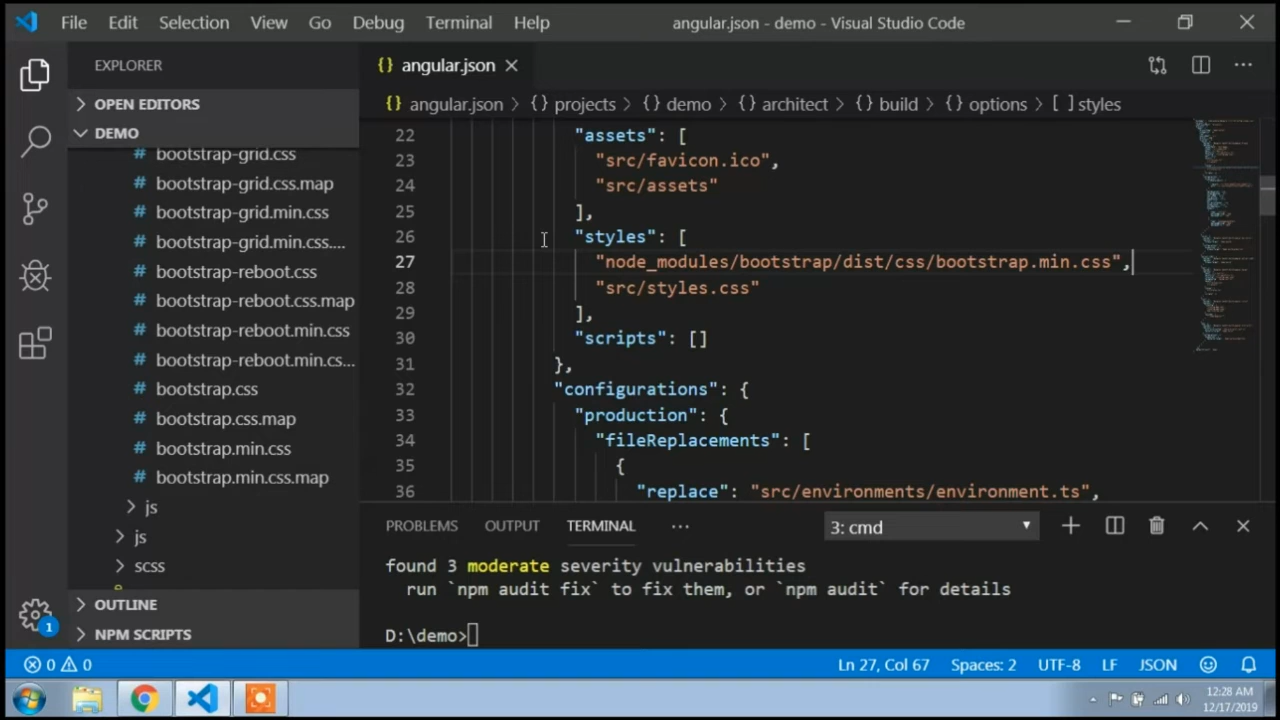 File Edit Selection View Go Debug Terminal Help angular.json - demo - Visual Studio Code
EXPLORER
OPEN EDITORS
DEMO
bootstrap-grid.css
bootstrap-grid.css.map
bootstrap-grid.min.css
bootstrap-grid.min.css....
bootstrap-reboot.css
bootstrap-reboot.css.map
bootstrap-reboot.min.css
bootstrap-reboot.min.cs...
bootstrap.css
bootstrap.css.map
bootstrap.min.css
bootstrap.min.css.map
js
js
scss
OUTLINE
NPM SCRIPTS
1
{} angular.json
{} angular.json > {} projects > {} demo > {} architect > {} build > {} options > [ ] styles
22 "assets": [
23 "src/favicon.ico",
24 "src/assets"
25 ],
26 "styles": [
27 "node_modules/bootstrap/dist/css/bootstrap.min.css",
28 "src/styles.css"
29 ],
30 "scripts": []
31 },
32 "configurations": {
33 "production": {
34 "fileReplacements": [
35 {
36 "replace": "src/environments/environment.ts",
PROBLEMS OUTPUT TERMINAL ... 3: cmd
found 3 moderate severity vulnerabilities
run `npm audit fix` to fix them, or `npm audit` for details
D:\demo>
0 0 Ln 27, Col 67 Spaces: 2 UTF-8 LF JSON
12:28 AM
12/17/2019